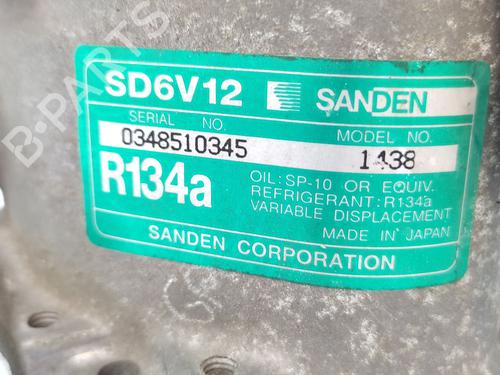 SD6V12 SANDEN
SERIAL NO. MODEL NO.
0348510345 1438
R134a
OIL:SP-10 OR EQUIV.
REFRIGERANT:R134a
VARIABLE DISPLACEMENT
MADE IN JAPAN
SANDEN CORPORATION
B-PARTS